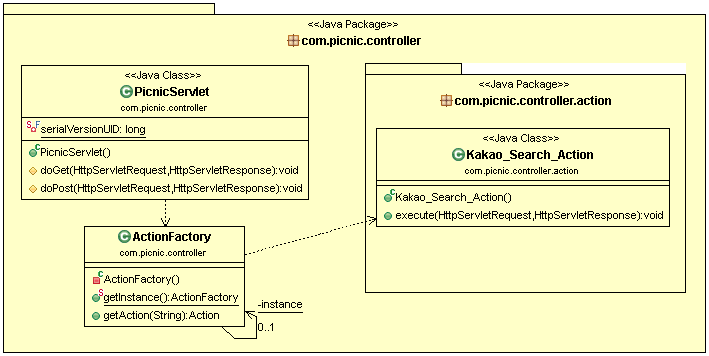 <<Java Package>>
com.picnic.controller
<<Java Class>>
PicnicServlet
com.picnic.controller
serialVersionUID: long
PicnicServlet()
doGet(HttpServletRequest,HttpServletResponse):void
doPost(HttpServletRequest,HttpServletResponse):void
<<Java Package>>
com.picnic.controller.action
<<Java Class>>
Kakao_Search_Action
com.picnic.controller.action
Kakao_Search_Action()
execute(HttpServletRequest,HttpServletResponse):void
ActionFactory
com.picnic.controller
ActionFactory()
getInstance():ActionFactory
getAction(String):Action
-instance
0..1